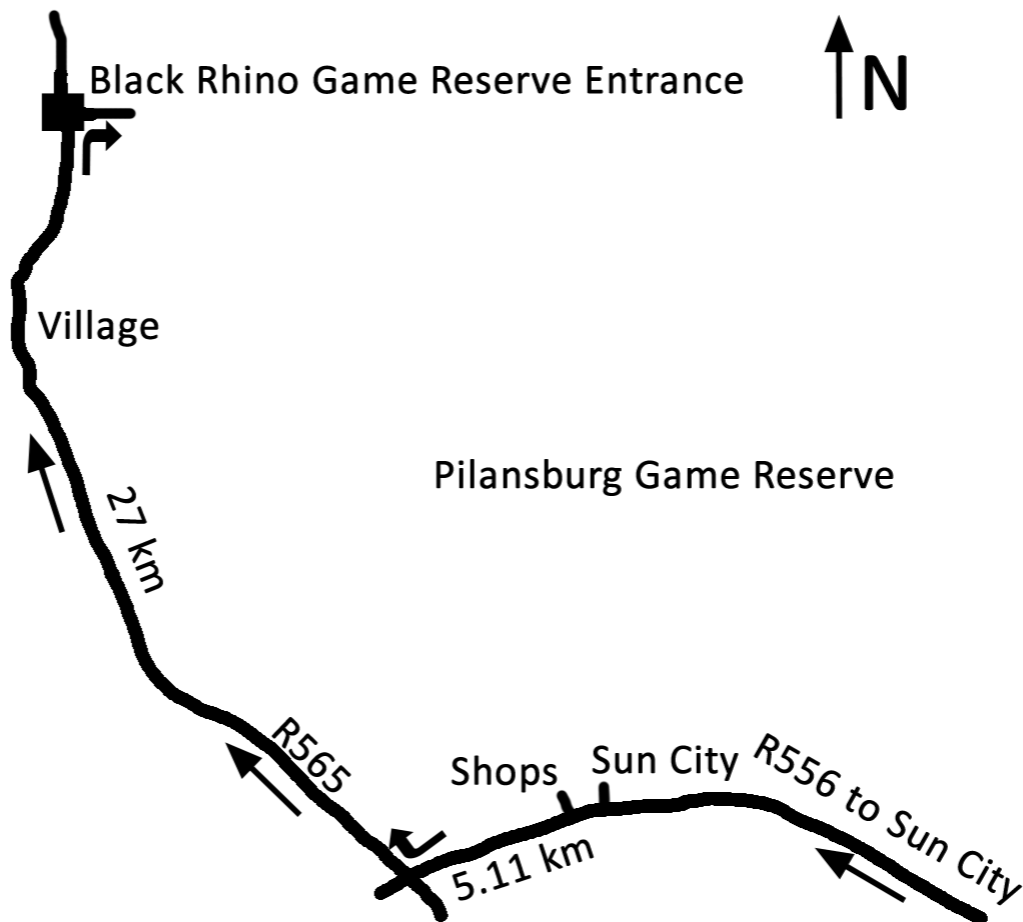 Black Rhino Game Reserve Entrance
N
Village
Pilansburg Game Reserve
27 km
R565
Shops
Sun City
R556 to Sun City
5.11 km